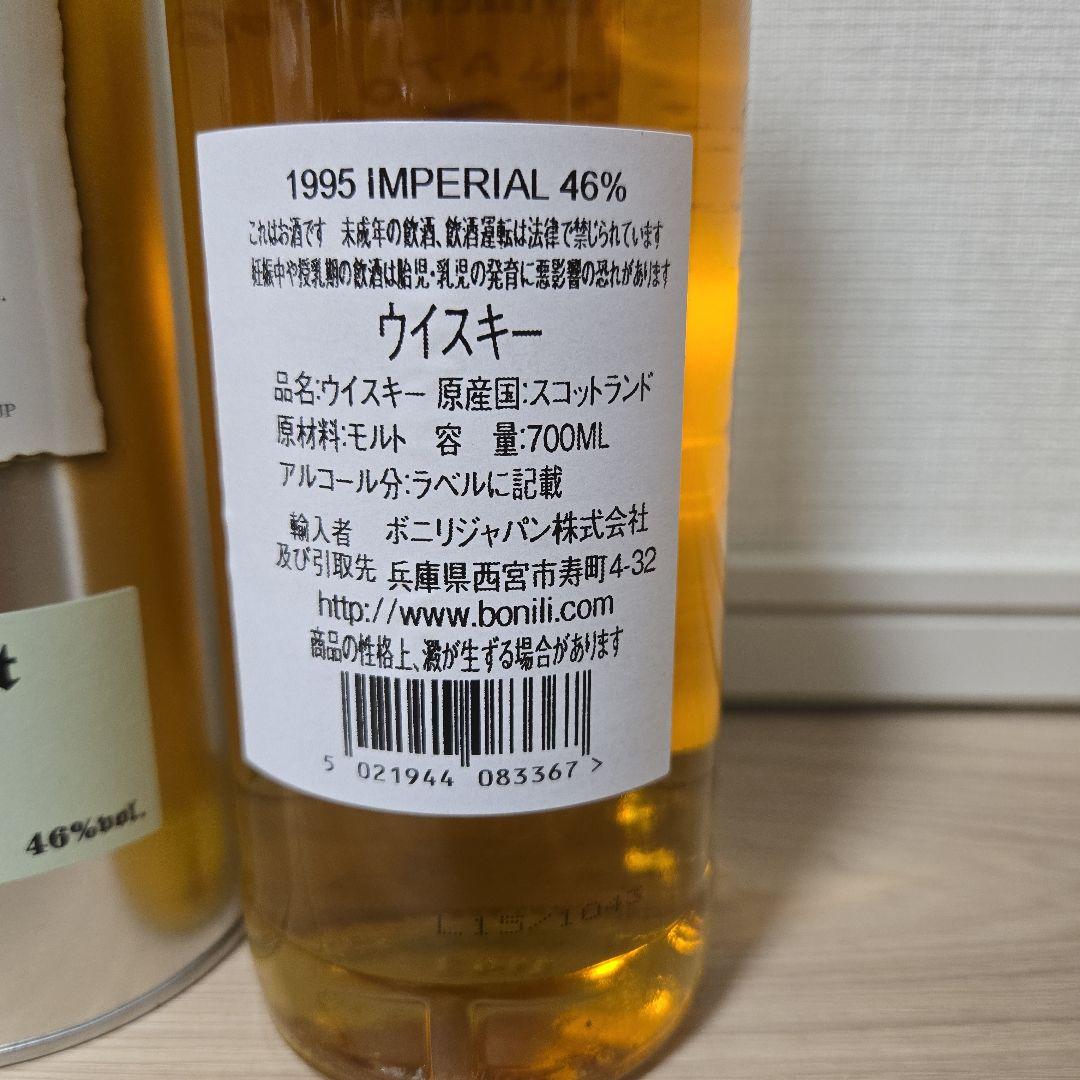 1995 IMPERIAL 46%
これはお酒です 未成年の飲酒、飲酒運転は法律で禁じられています
妊娠中や授乳期の飲酒は胎児・乳児の発育に悪影響の恐れがあります
ウイスキー
品名:ウイスキー 原産国:スコットランド
原材料:モルト 容 量:700ML
アルコール分:ラベルに記載
輸入者 ボニリジャパン株式会社
及び引取先 兵庫県西宮市寿町4-32
http://www.bonili.com
商品の性格上、澱が生ずる場合があります
5 021944 083367 >
L15/1043
46%vol.